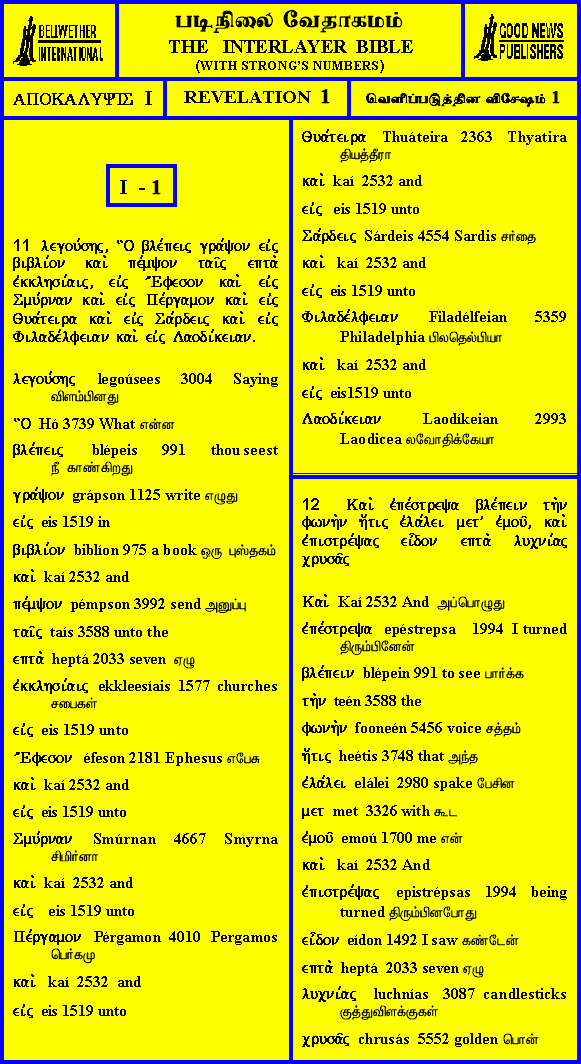 BELLWETHER
INTERNATIONAL
படிநிலை வேதாகமம்
THE INTERLAYER BIBLE
(WITH STRONG'S NUMBERS)
GOOD NEWS
PUBLISHERS
ΑΠΟΚΑΛΥΨΙΣ I
REVELATION 1
வெளிப்படுத்தின விசேஷம் 1
I - 1
11 λεγούσης, Ὃ βλέπεις γράψον εἰς
βιβλίον καὶ πέμψον ταῖς επτὰ
ἐκκλησίαις, εἰς Ἔφεσον καὶ εἰς
Σμύρναν καὶ εἰς Πέργαμον καὶ εἰς
Θυάτειρα καὶ εἰς Σάρδεις καὶ εἰς
Φιλαδέλφειαν καὶ εἰς Λαοδίκειαν.
λεγούσης legoúsees 3004 Saying
விளம்பினது
Ὃ Hó 3739 What என்ன
βλέπεις blépeis 991 thou seest
நீ காண்கிறது
γράψον grápson 1125 write எழுது
εἰς eis 1519 in
βιβλίον biblíon 975 a book ஒரு புஸ்தகம்
καὶ kaí 2532 and
πέμψον pémpson 3992 send அனுப்பு
ταῖς taís 3588 unto the
επτὰ heptá 2033 seven ஏழு
ἐκκλησίαις ekkleesíais 1577 churches
சபைகள்
εἰς eis 1519 unto
Ἔφεσον éfeson 2181 Ephesus எபேசு
καὶ kaí 2532 and
εἰς eis 1519 unto
Σμύρναν Smúrnan 4667 Smyrna
சிமிர்னா
καὶ kaí 2532 and
εἰς eis 1519 unto
Πέργαμον Pérgamon 4010 Pergamos
பெர்கமு
καὶ kaí 2532 and
εἰς eis 1519 unto
Θυάτειρα Thuáteira 2363 Thyatira
தியத்தீரா
καὶ kaí 2532 and
εἰς eis 1519 unto
Σάρδεις Sárdeis 4554 Sardis சர்தை
καὶ kaí 2532 and
εἰς eis 1519 unto
Φιλαδέλφειαν Filadélfeian 5359
Philadelphia பிலதெல்பியா
καὶ kaí 2532 and
εἰς eis1519 unto
Λαοδίκειαν Laodíkeian 2993
Laodicea லவோதிக்கேயா
12 Καὶ ἐπέστρεψα βλέπειν τὴν
φωνὴν ἥτις ἐλάλει μετ' ἐμοῦ, καὶ
ἐπιστρέψας εἶδον επτὰ λυχνίας
χρυσᾶς
Καὶ Kaí 2532 And அப்பொழுது
ἐπέστρεψα epéstrepsa 1994 I turned
திரும்பினேன்
βλέπειν blépein 991 to see பார்க்க
τὴν teén 3588 the
φωνὴν fooneén 5456 voice சத்தம்
ἥτις heétis 3748 that அந்த
ἐλάλει elálei 2980 spake பேசின
μετ met 3326 with கூட
ἐμοῦ emoú 1700 me என்
καὶ kaí 2532 And
ἐπιστρέψας epistrépsas 1994 being
turned திரும்பினபோது
εἶδον eídon 1492 I saw கண்டேன்
επτὰ heptá 2033 seven ஏழு
λυχνίας luchnías 3087 candlesticks
குத்துவிளக்குகள்
χρυσᾶς chrusás 5552 golden பொன்